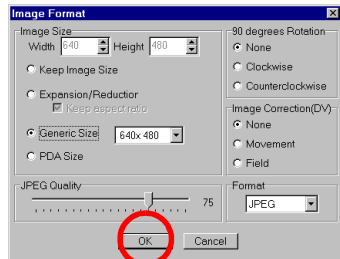 Image Format
Image Size
Width 640 Height 480
Keep Image Size
Expansion/Reductior
Keep aspect ratio
Generic Size 640x 480
PDA Size
JPEG Quality
75
90 degrees Rotation
None
Clockwise
Counterclockwise
Image Correction(DV)
None
Movement
Field
Format
JPEG
OK Cancel